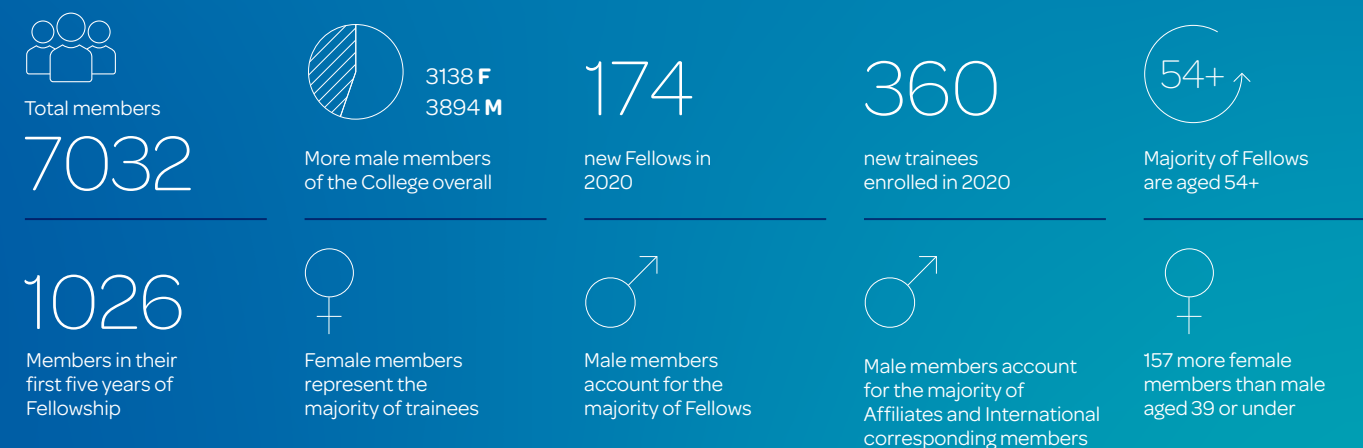 Total members
7032
3138 F
3894 M
More male members
of the College overall
174
new Fellows in
2020
360
new trainees
enrolled in 2020
54+
Majority of Fellows
are aged 54+
1026
Members in their
first five years of
Fellowship
Female members
represent the
majority of trainees
Male members
account for the
majority of Fellows
Male members account
for the majority of
Affiliates and International
corresponding members
157 more female
members than male
aged 39 or under